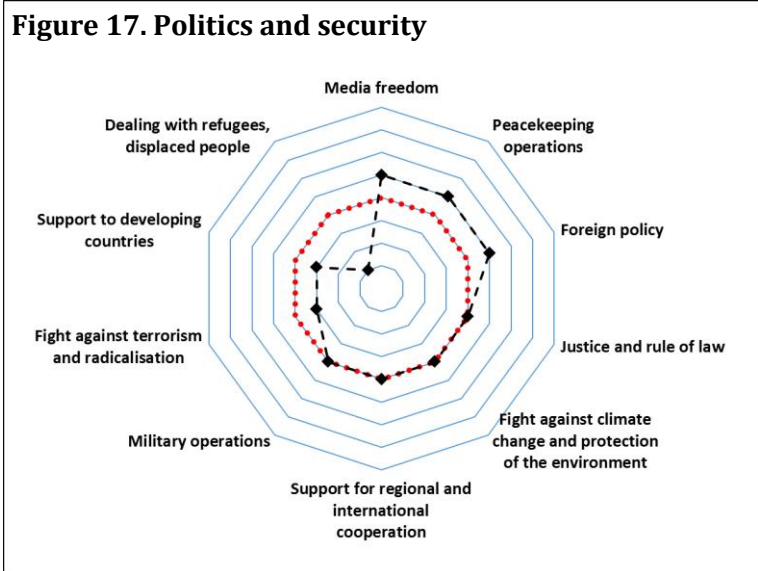 Figure 17. Politics and security
Media freedom
Dealing with refugees,
displaced people
Peacekeeping
operations
Support to developing
countries
Foreign policy
Fight against terrorism
and radicalisation
Justice and rule of law
Military operations
Fight against climate
change and protection
of the environment
Support for regional and
international
cooperation